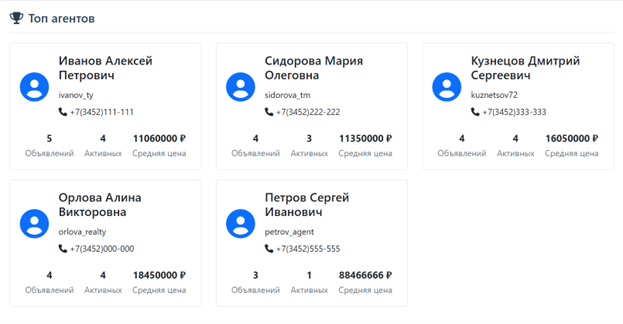 Топ агентов
Иванов Алексей
Петрович
ivanov_ty
+7(3452)111-111
5 4 11060000 ₽
Объявлений Активных Средняя цена
Сидорова Мария
Олеговна
sidorova_tm
+7(3452)222-222
4 3 11350000 ₽
Объявлений Активных Средняя цена
Кузнецов Дмитрий
Сергеевич
kuznetsov72
+7(3452)333-333
4 4 16050000 ₽
Объявлений Активных Средняя цена
Орлова Алина
Викторовна
orlova_realty
+7(3452)000-000
4 4 18450000 ₽
Объявлений Активных Средняя цена
Петров Сергей
Иванович
petrov_agent
+7(3452)555-555
3 1 88466666 ₽
Объявлений Активных Средняя цена